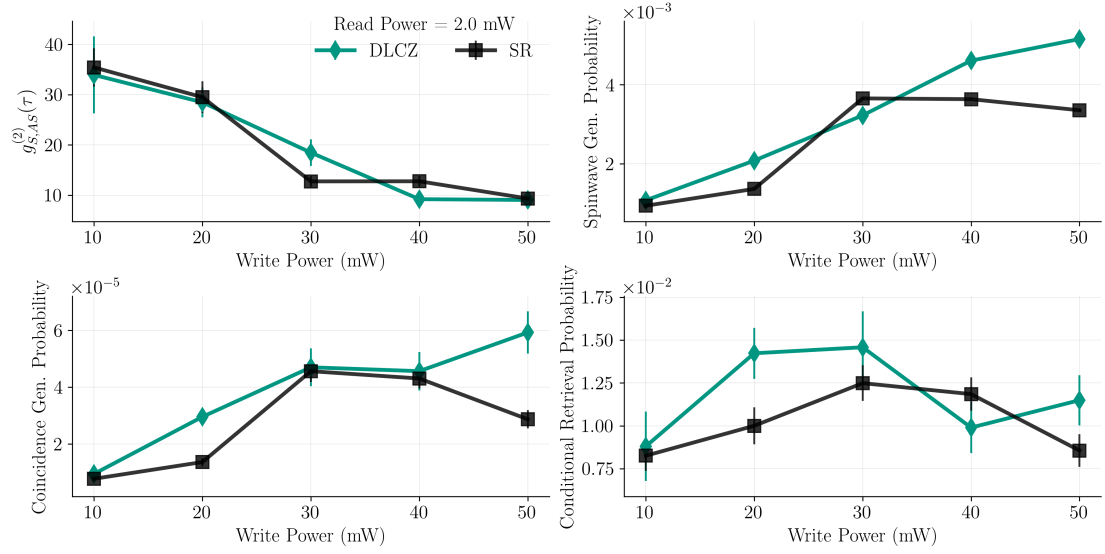 Read Power = 2.0 mW
DLCZ SR
g^{(2)}_{S,AS}(τ)
40
30
20
10
10 20 30 40 50
Write Power (mW)
×10^{−3}
Spinwave Gen. Probability
4
2
10 20 30 40 50
Write Power (mW)
×10^{−5}
Coincidence Gen. Probability
6
4
2
10 20 30 40 50
Write Power (mW)
×10^{−2}
Conditional Retrieval Probability
1.75
1.50
1.25
1.00
0.75
10 20 30 40 50
Write Power (mW)